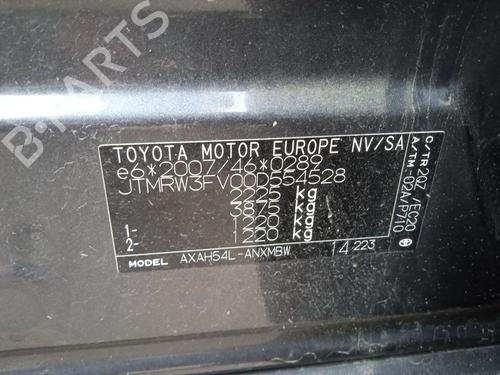 TOYOTA MOTOR EUROPE NV/SA
e6*2007/46*0289
JTMRW3FV00D554528
2225 kg
3875 kg
1- 1220 kg
2- 1220 kg
MODEL AXAH54L-ANXMBW 14 223
C/TR 2QZ /EC20
A/TM -02A/P710
B-PARTS